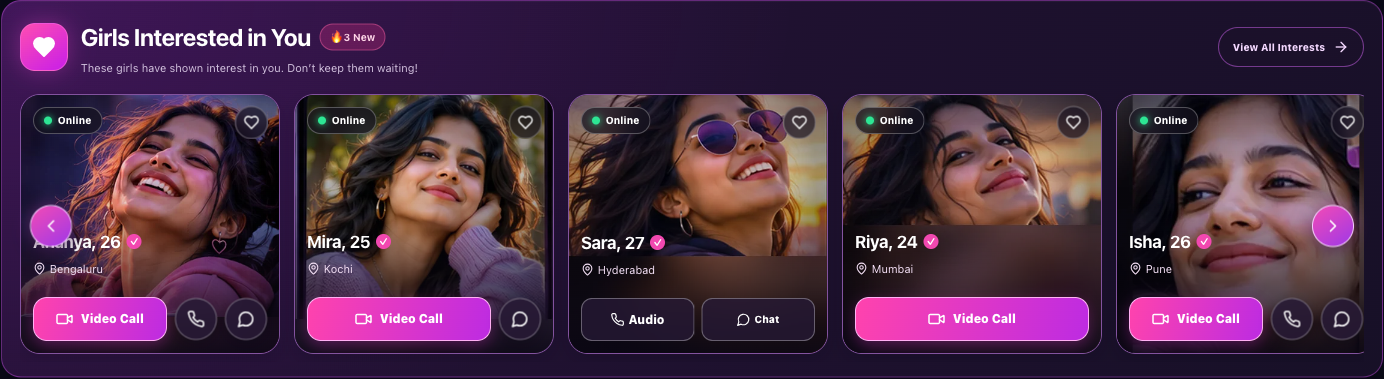 Girls Interested in You
🔥3 New
These girls have shown interest in you. Don't keep them waiting!
View All Interests
Online
Online
Online
Online
Online
Ananya, 26
Bengaluru
Mira, 25
Kochi
Sara, 27
Hyderabad
Riya, 24
Mumbai
Isha, 26
Pune
Video Call
Video Call
Audio
Chat
Video Call
Video Call